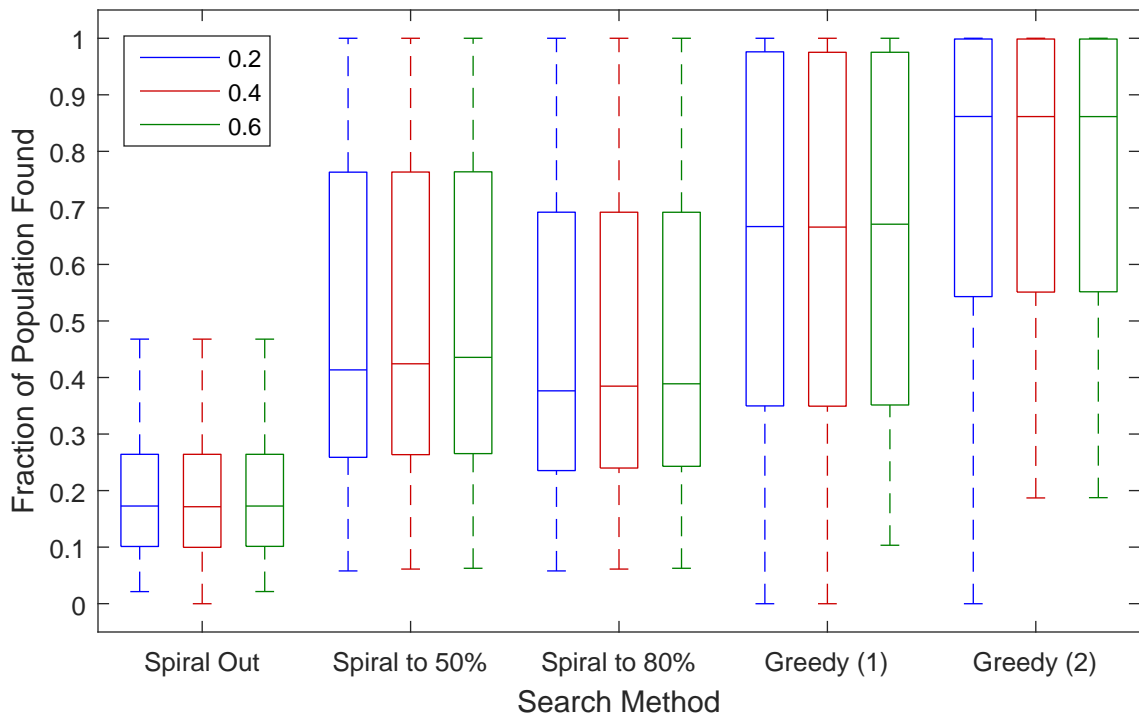 1
0.9
0.8
0.7
0.6
0.5
0.4
0.3
0.2
0.1
0
Fraction of Population Found
0.2
0.4
0.6
Spiral Out
Spiral to 50%
Spiral to 80%
Greedy (1)
Greedy (2)
Search Method